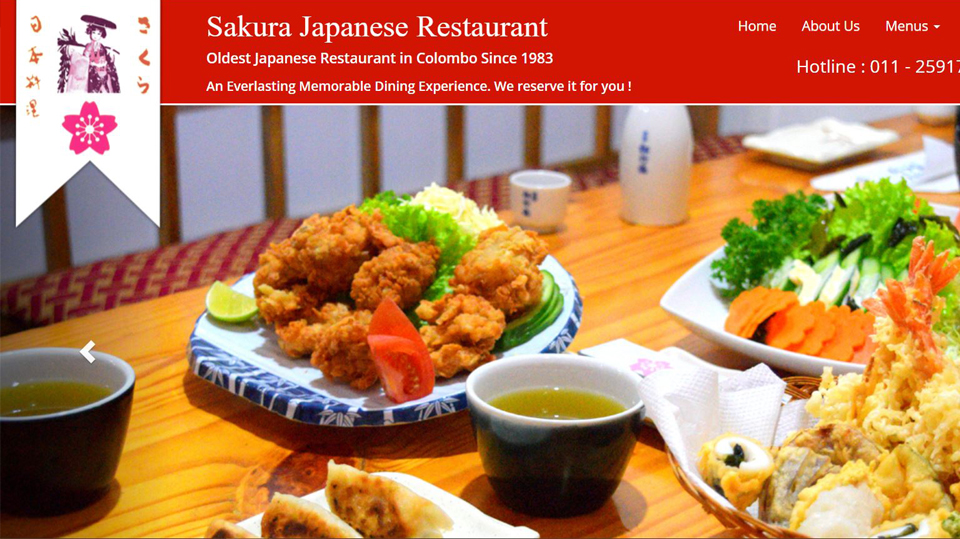 日本料理
さくら
Sakura Japanese Restaurant
Oldest Japanese Restaurant in Colombo Since 1983
An Everlasting Memorable Dining Experience. We reserve it for you !
Home About Us Menus
Hotline : 011 - 25917